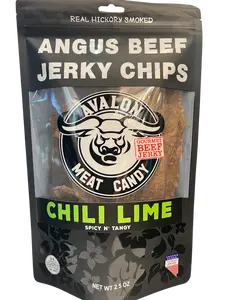 REAL HICKORY SMOKED
ANGUS BEEF
JERKY CHIPS
AVALON
GOURMET
BEEF
JERKY
MEAT CANDY
CHILI LIME
SPICY N' TANGY
NET WT 2.5 OZ